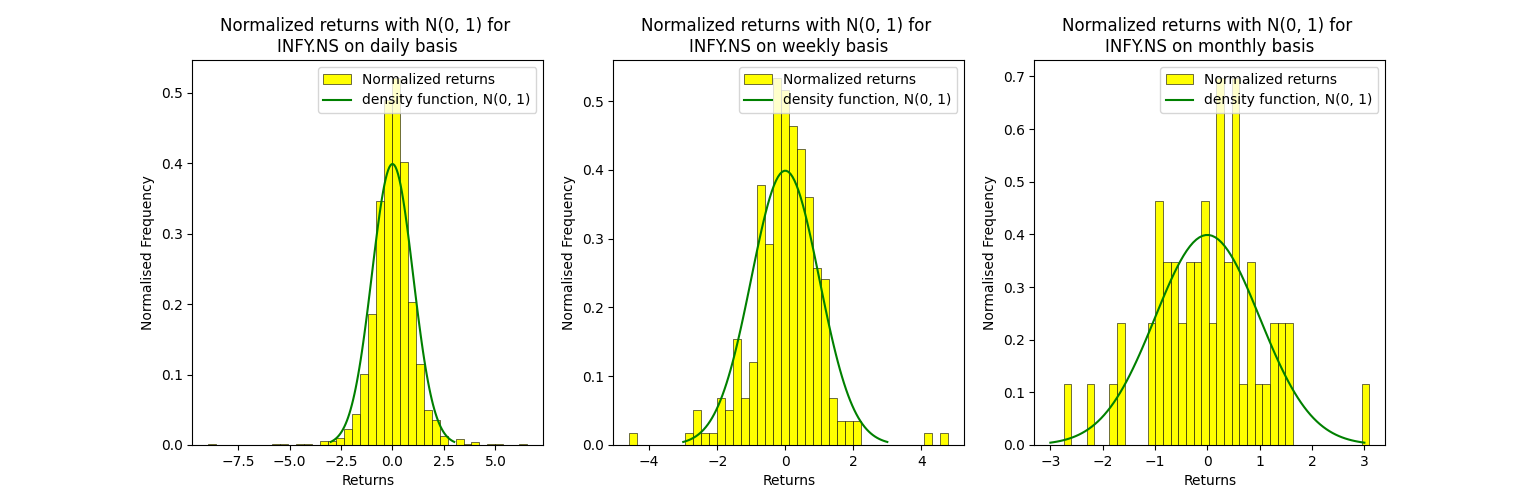 Normalized returns with N(0, 1) for
INFY.NS on daily basis
Normalized returns
density function, N(0, 1)
Normalised Frequency
0.5
0.4
0.3
0.2
0.1
0.0
−7.5 −5.0 −2.5 0.0 2.5 5.0
Returns
Normalized returns with N(0, 1) for
INFY.NS on weekly basis
Normalized returns
density function, N(0, 1)
Normalised Frequency
0.5
0.4
0.3
0.2
0.1
0.0
−4 −2 0 2 4
Returns
Normalized returns with N(0, 1) for
INFY.NS on monthly basis
Normalized returns
density function, N(0, 1)
Normalised Frequency
0.7
0.6
0.5
0.4
0.3
0.2
0.1
0.0
−3 −2 −1 0 1 2 3
Returns